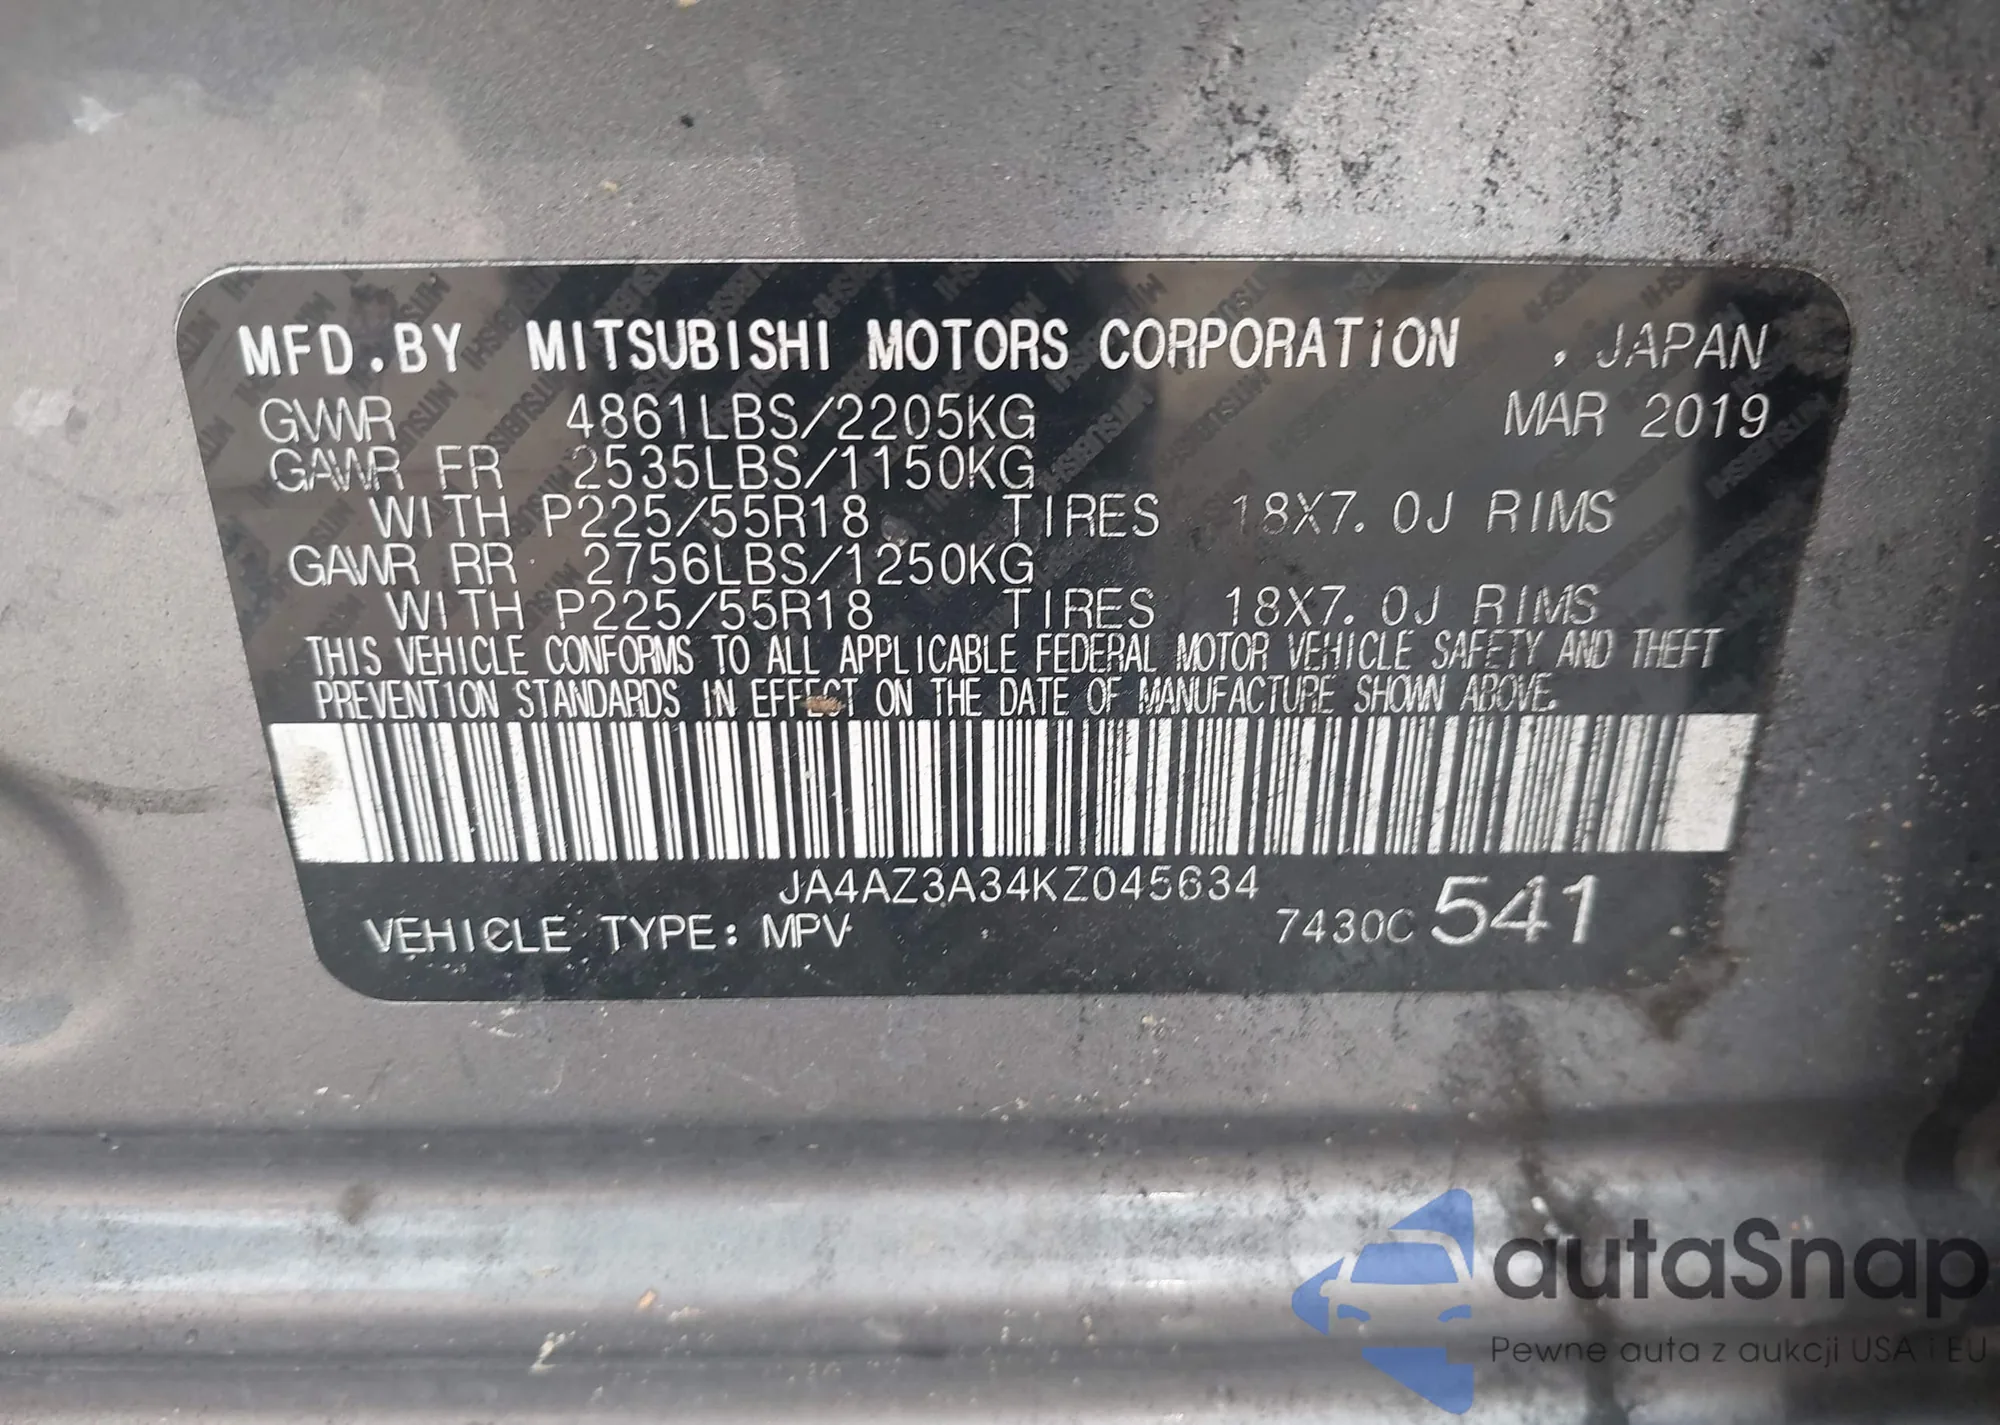 MFD.BY MITSUBISHI MOTORS CORPORATION , JAPAN
GVWR 4861LBS/2205KG MAR 2019
GAWR FR 2535LBS/1150KG
WITH P225/55R18 TIRES 18X7.0J RIMS
GAWR RR 2756LBS/1250KG
WITH P225/55R18 TIRES 18X7.0J RIMS
THIS VEHICLE CONFORMS TO ALL APPLICABLE FEDERAL MOTOR VEHICLE SAFETY AND THEFT
PREVENTION STANDARDS IN EFFECT ON THE DATE OF MANUFACTURE SHOWN ABOVE.
JA4AZ3A34KZ045634
VEHICLE TYPE: MPV 7430C 541
autaSnap
Pewne auta z aukcji USA i EU